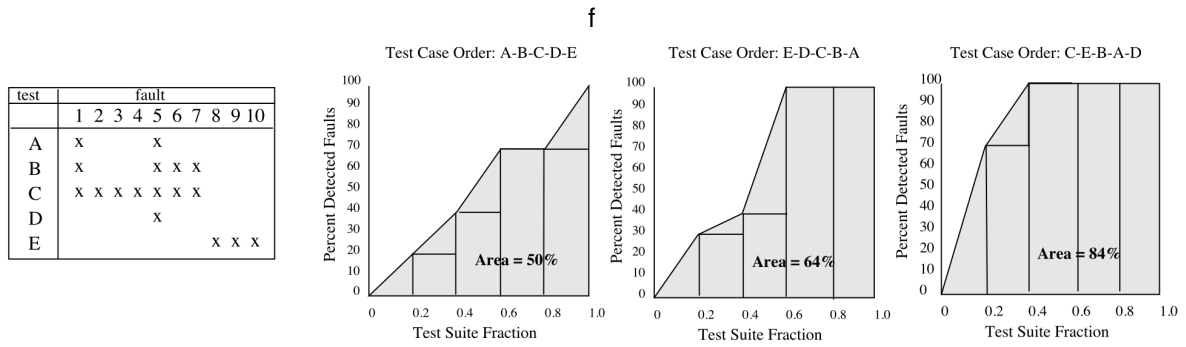 f
test fault
1 2 3 4 5 6 7 8 9 10
A x x
B x x x x
C x x x x x x x
D x
E x x x
Test Case Order: A-B-C-D-E
Percent Detected Faults
100
90
80
70
60
50
40
30
20
10
0
Area = 50%
0 0.2 0.4 0.6 0.8 1.0
Test Suite Fraction
Test Case Order: E-D-C-B-A
Percent Detected Faults
100
90
80
70
60
50
40
30
20
10
0
Area = 64%
0 0.2 0.4 0.6 0.8 1.0
Test Suite Fraction
Test Case Order: C-E-B-A-D
Percent Detected Faults
100
90
80
70
60
50
40
30
20
10
0
Area = 84%
0 0.2 0.4 0.6 0.8 1.0
Test Suite Fraction